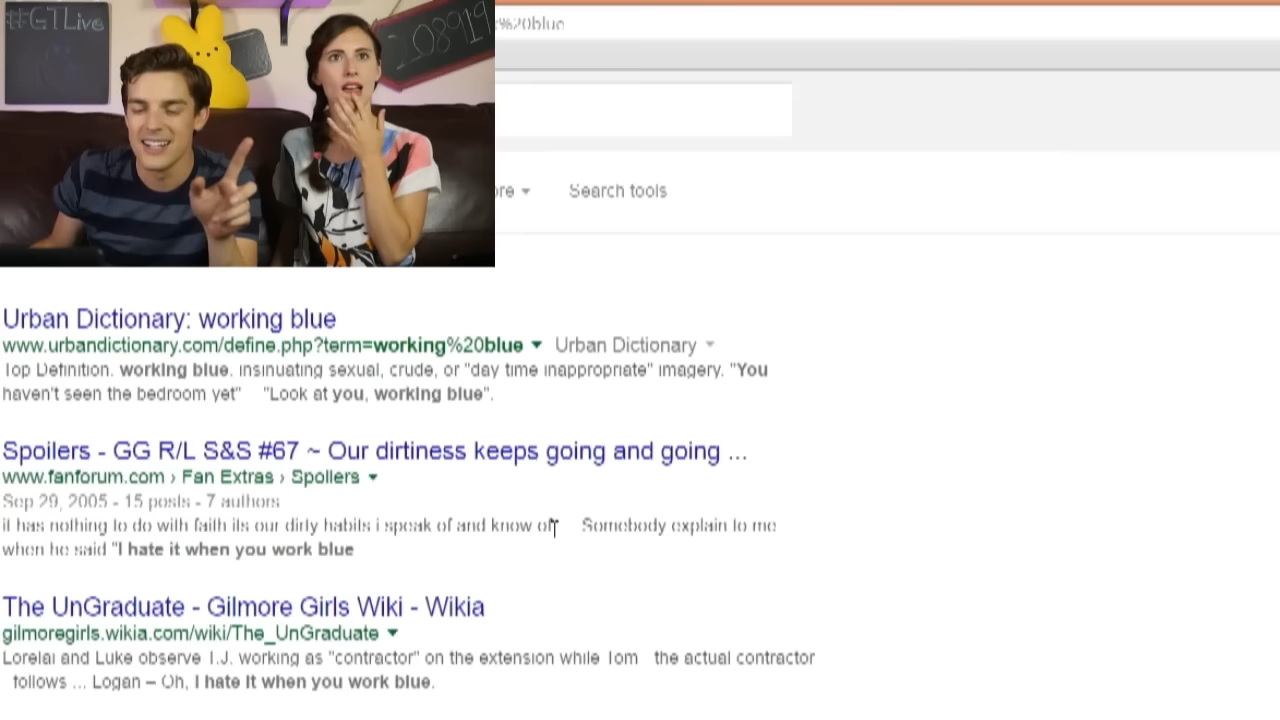 #GTLive
108919
%20blue
Search tools
Urban Dictionary: working blue
www.urbandictionary.com/define.php?term=working%20blue Urban Dictionary
Top Definition. working blue. insinuating sexual, crude, or "day time inappropriate" imagery. "You
haven't seen the bedroom yet" "Look at you, working blue".
Spoilers - GG R/L S&S #67 ~ Our dirtiness keeps going and going ...
www.fanforum.com › Fan Extras › Spoilers
Sep 29, 2005 - 15 posts - 7 authors
it has nothing to do with faith its our dirty habits i speak of and know of Somebody explain to me
when he said "I hate it when you work blue
The UnGraduate - Gilmore Girls Wiki - Wikia
gilmoregirls.wikia.com/wiki/The_UnGraduate
Lorelai and Luke observe T.J. working as "contractor" on the extension while Tom the actual contractor
follows ... Logan – Oh, I hate it when you work blue.